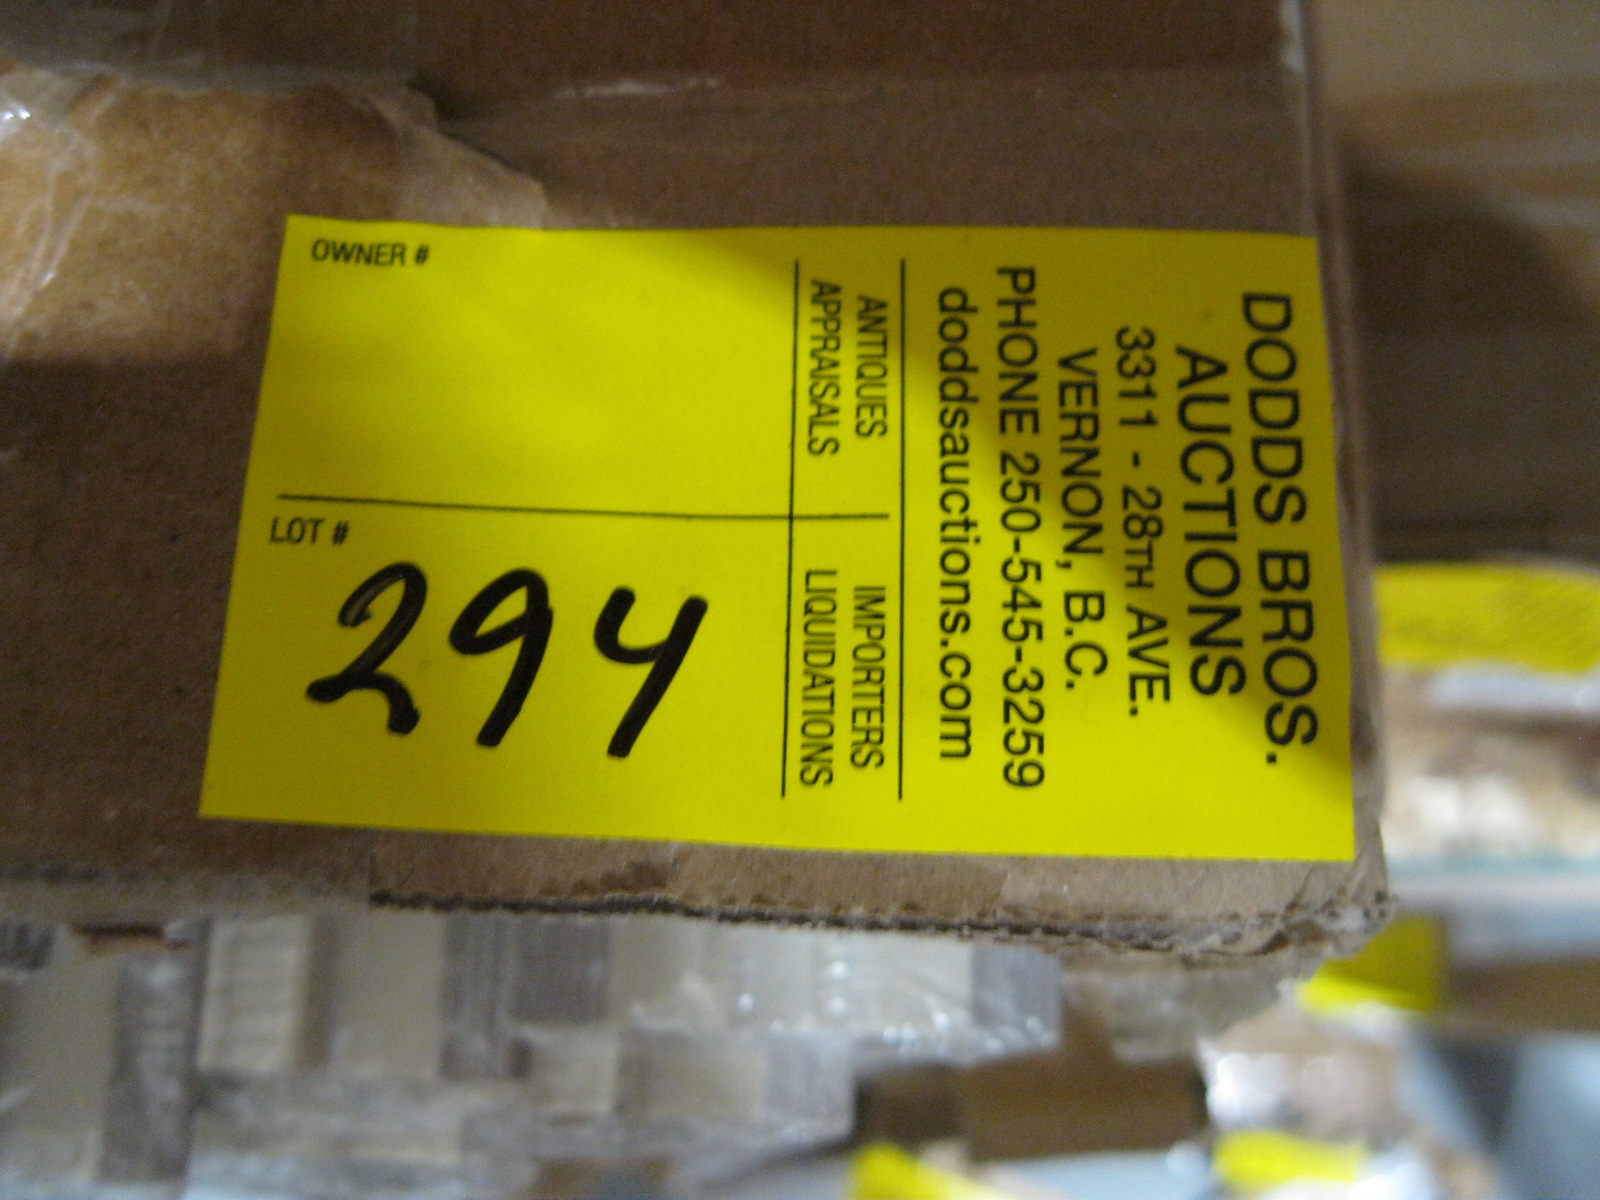 DODDS BROS.
AUCTIONS
3311 - 28TH AVE.
VERNON, B.C.
PHONE 250-545-3259
doddsauctions.com
ANTIQUES IMPORTERS
APPRAISALS LIQUIDATIONS
OWNER #
LOT #
294